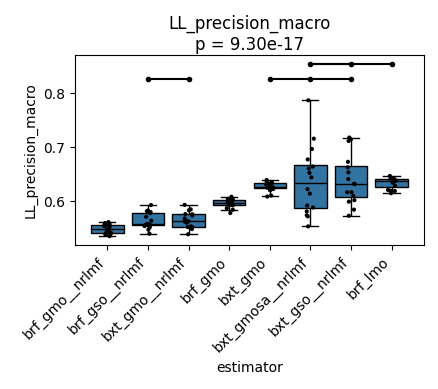 LL_precision_macro
p = 9.30e-17
LL_precision_macro
0.8
0.7
0.6
brf_gmo__nrlmf
brf_gso__nrlmf
bxt_gmo__nrlmf
brf_gmo
bxt_gmo
bxt_gmosa__nrlmf
bxt_gso__nrlmf
brf_lmo
estimator